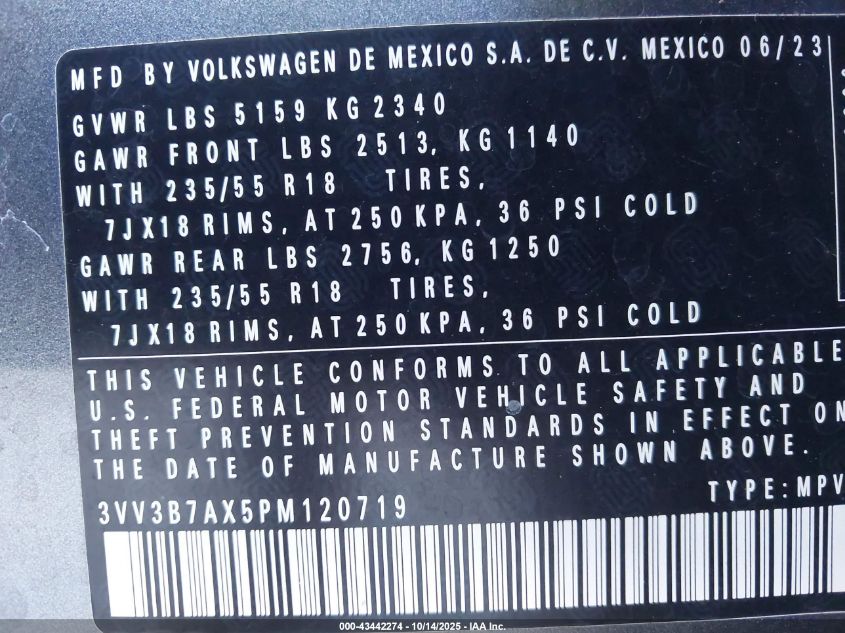 MFD BY VOLKSWAGEN DE MEXICO S.A. DE C.V. MEXICO 06/23
GVWR LBS 5159 KG 2340
GAWR FRONT LBS 2513, KG 1140
WITH 235/55 R18 TIRES,
7JX18 RIMS, AT 250 KPA, 36 PSI COLD
GAWR REAR LBS 2756, KG 1250
WITH 235/55 R18 TIRES,
7JX18 RIMS, AT 250 KPA, 36 PSI COLD
THIS VEHICLE CONFORMS TO ALL APPLICABLE
U.S. FEDERAL MOTOR VEHICLE SAFETY AND
THEFT PREVENTION STANDARDS IN EFFECT ON
THE DATE OF MANUFACTURE SHOWN ABOVE.
3VV3B7AX5PM120719 TYPE:MPV
000-43442274 - 10/14/2025 - IAA Inc.